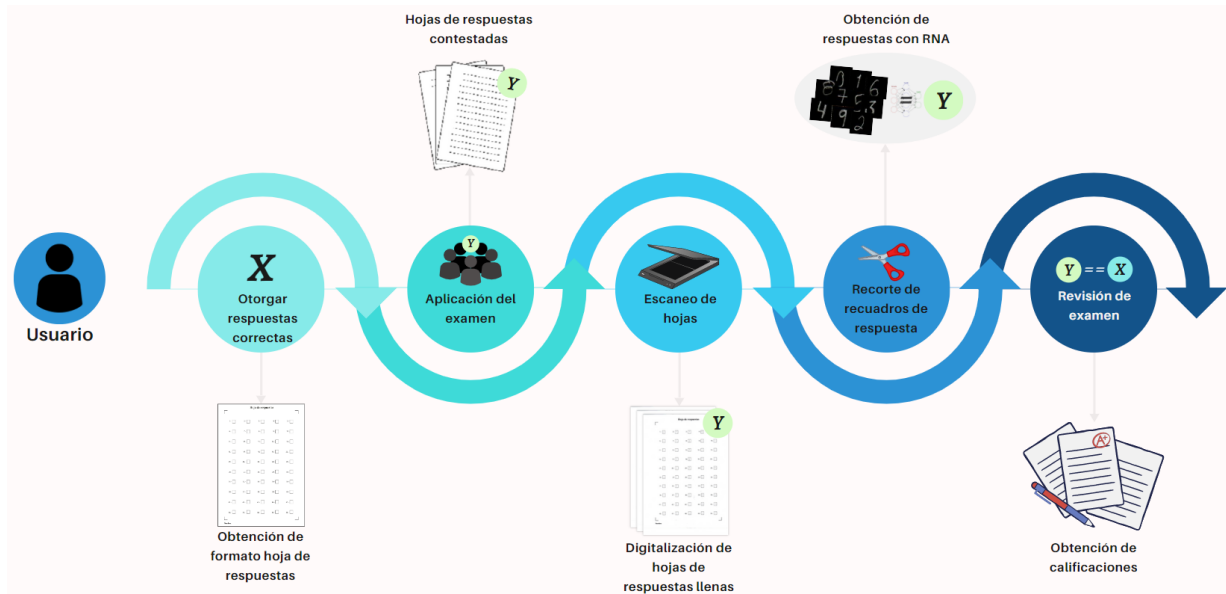 Hojas de respuestas
contestadas
Y
Obtención de
respuestas con RNA
= Y
Usuario
X
Otorgar
respuestas
correctas
Y
Aplicación del
examen
Escaneo de
hojas
Recorte de
recuadros de
respuesta
Y == X
Revisión de
examen
Obtención de
formato hoja de
respuestas
Y
Digitalización de
hojas de
respuestas llenas
A+
Obtención de
calificaciones